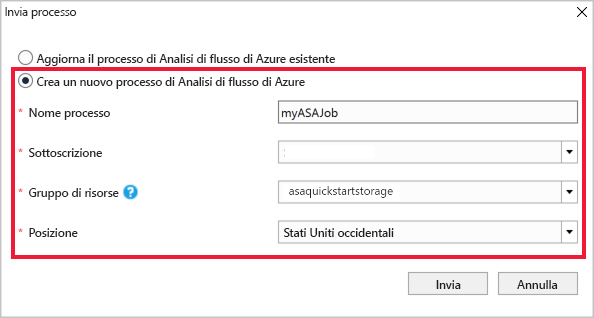 Invia processo
Aggiorna il processo di Analisi di flusso di Azure esistente
Crea un nuovo processo di Analisi di flusso di Azure
* Nome processo myASAJob
* Sottoscrizione
* Gruppo di risorse ? asaquickstartstorage
* Posizione Stati Uniti occidentali
Invia Annulla